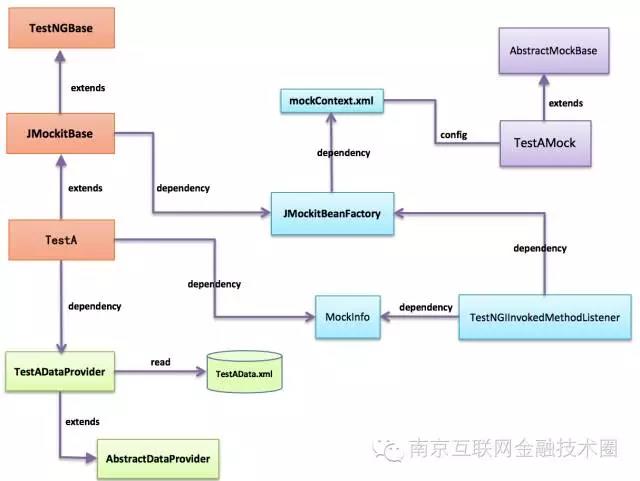 TestNGBase
AbstractMockBase
extends
mockContext.xml
extends
JMockitBase
config
TestAMock
dependency
extends
dependency
JMockitBeanFactory
TestA
dependency
dependency
dependency
MockInfo
dependency
TestNGIInvokedMethodListener
TestADataProvider
read
TestAData.xml
extends
AbstractDataProvider
南京互联网金融技术圈